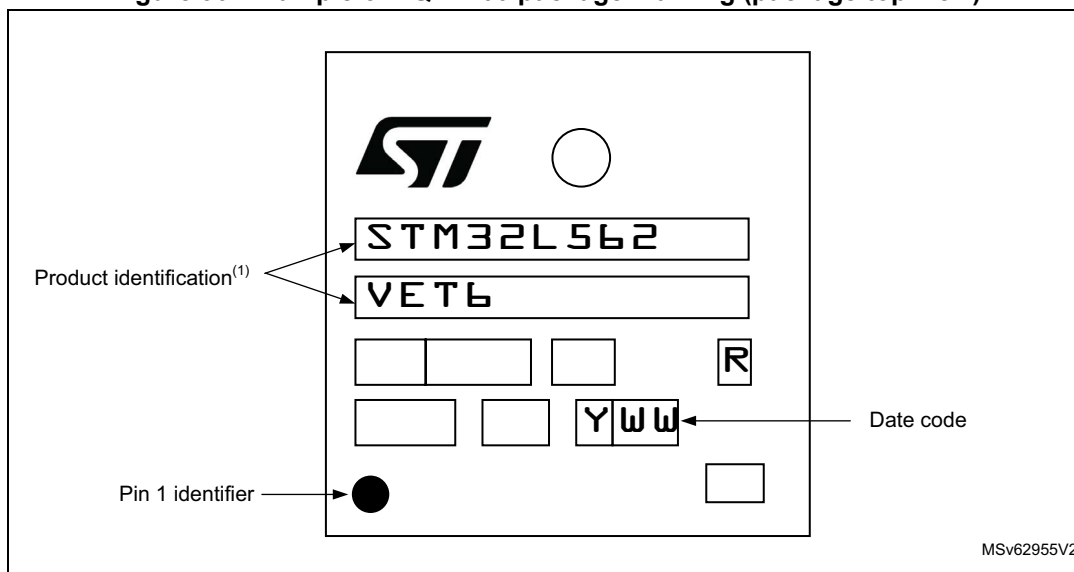 ST
STM32L562
Product identification(1)
VET6
R
Y WW
Date code
Pin 1 identifier
MSv62955V2